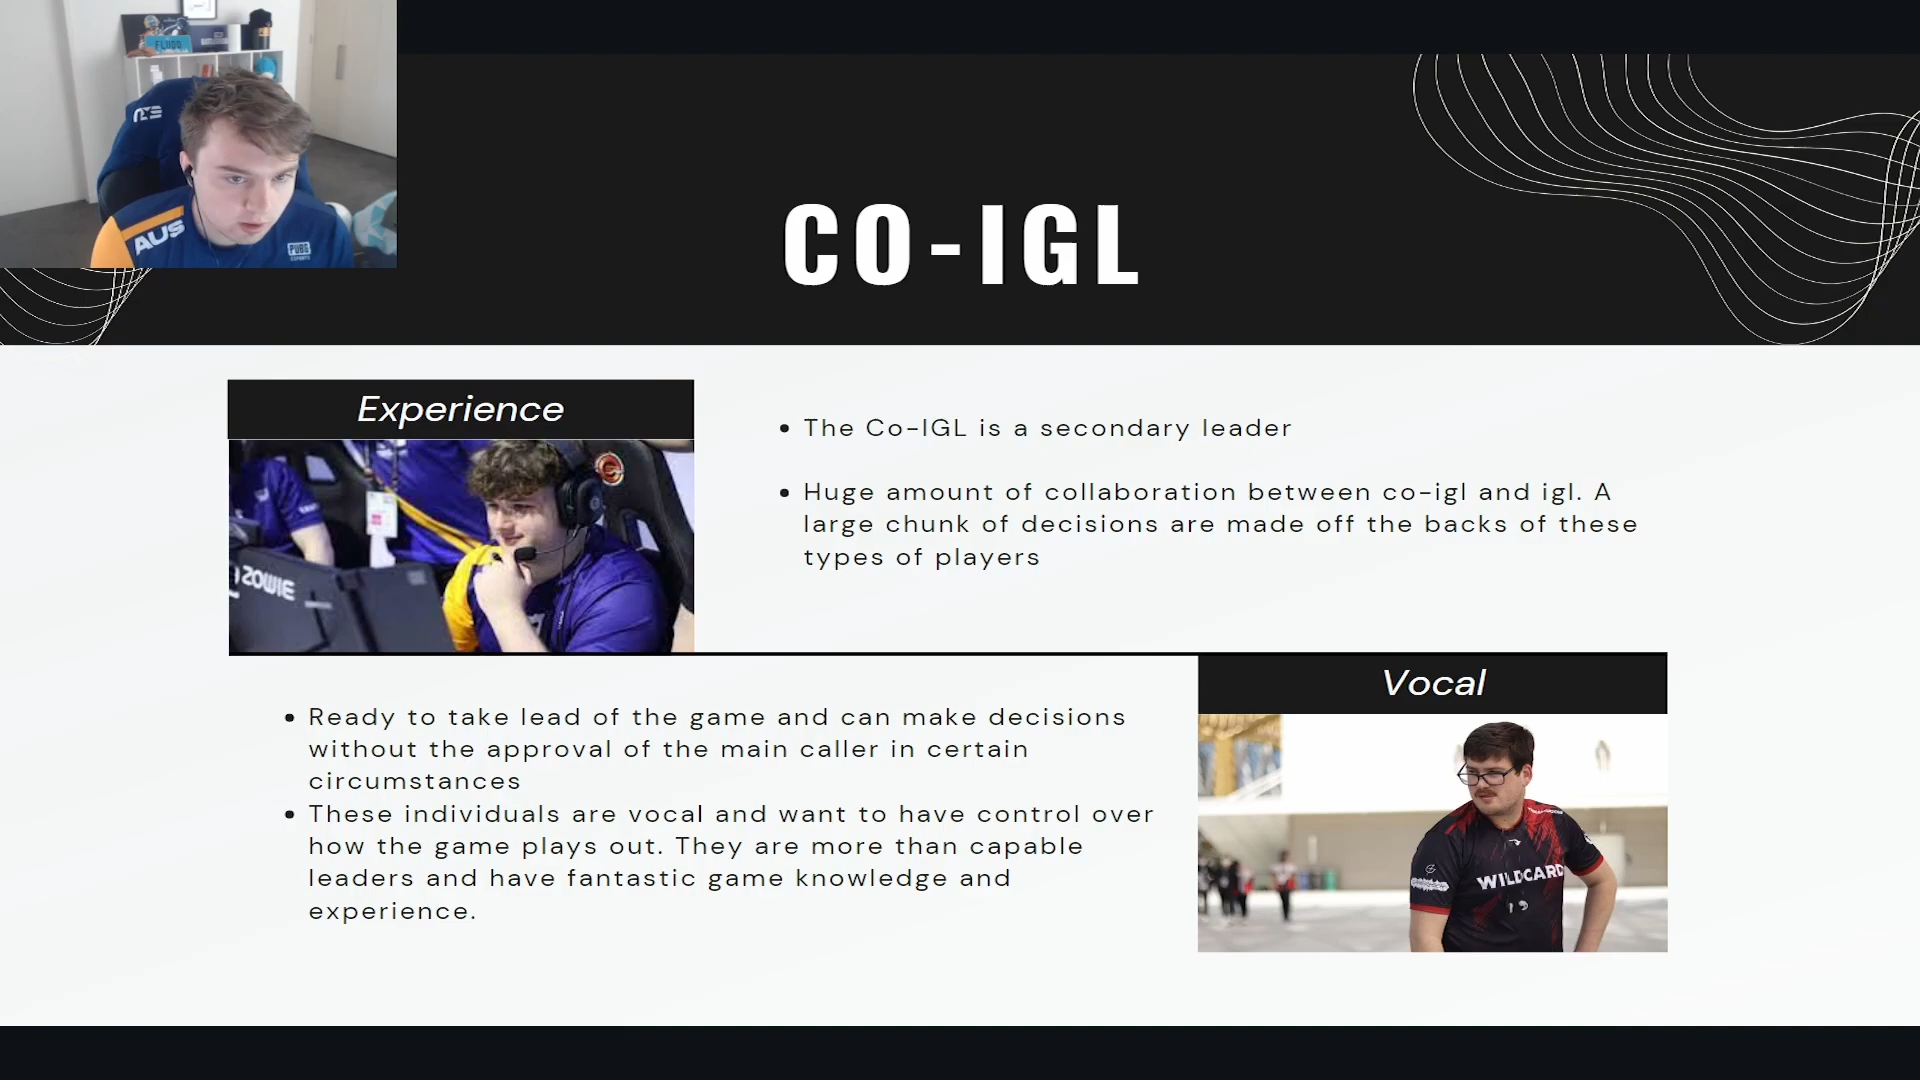 FLUDD
AUS
PUBG
ESPORTS
CO-IGL
Experience
ZOWIE
• The Co-IGL is a secondary leader
• Huge amount of collaboration between co-igl and igl. A
large chunk of decisions are made off the backs of these
types of players
• Ready to take lead of the game and can make decisions
without the approval of the main caller in certain
circumstances
• These individuals are vocal and want to have control over
how the game plays out. They are more than capable
leaders and have fantastic game knowledge and
experience.
Vocal
WILDCARD